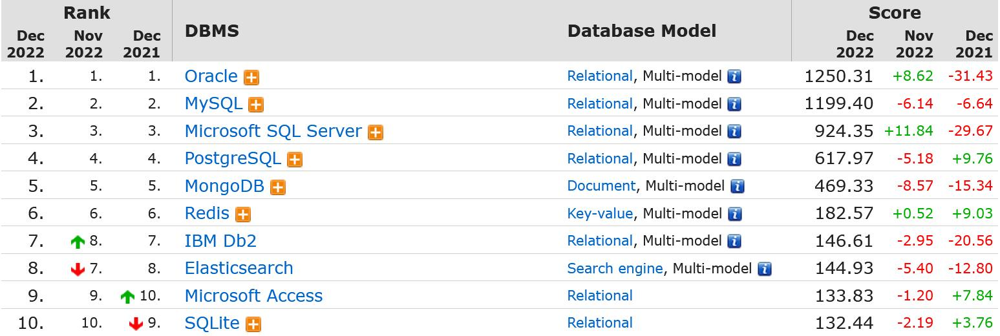 Rank DBMS Database Model Score
Dec 2022 Nov 2022 Dec 2021 Dec 2022 Nov 2022 Dec 2021
1. 1. 1. Oracle Relational, Multi-model 1250.31 +8.62 -31.43
2. 2. 2. MySQL Relational, Multi-model 1199.40 -6.14 -6.64
3. 3. 3. Microsoft SQL Server Relational, Multi-model 924.35 +11.84 -29.67
4. 4. 4. PostgreSQL Relational, Multi-model 617.97 -5.18 +9.76
5. 5. 5. MongoDB Document, Multi-model 469.33 -8.57 -15.34
6. 6. 6. Redis Key-value, Multi-model 182.57 +0.52 +9.03
7. 8. 7. IBM Db2 Relational, Multi-model 146.61 -2.95 -20.56
8. 7. 8. Elasticsearch Search engine, Multi-model 144.93 -5.40 -12.80
9. 9. 10. Microsoft Access Relational 133.83 -1.20 +7.84
10. 10. 9. SQLite Relational 132.44 -2.19 +3.76